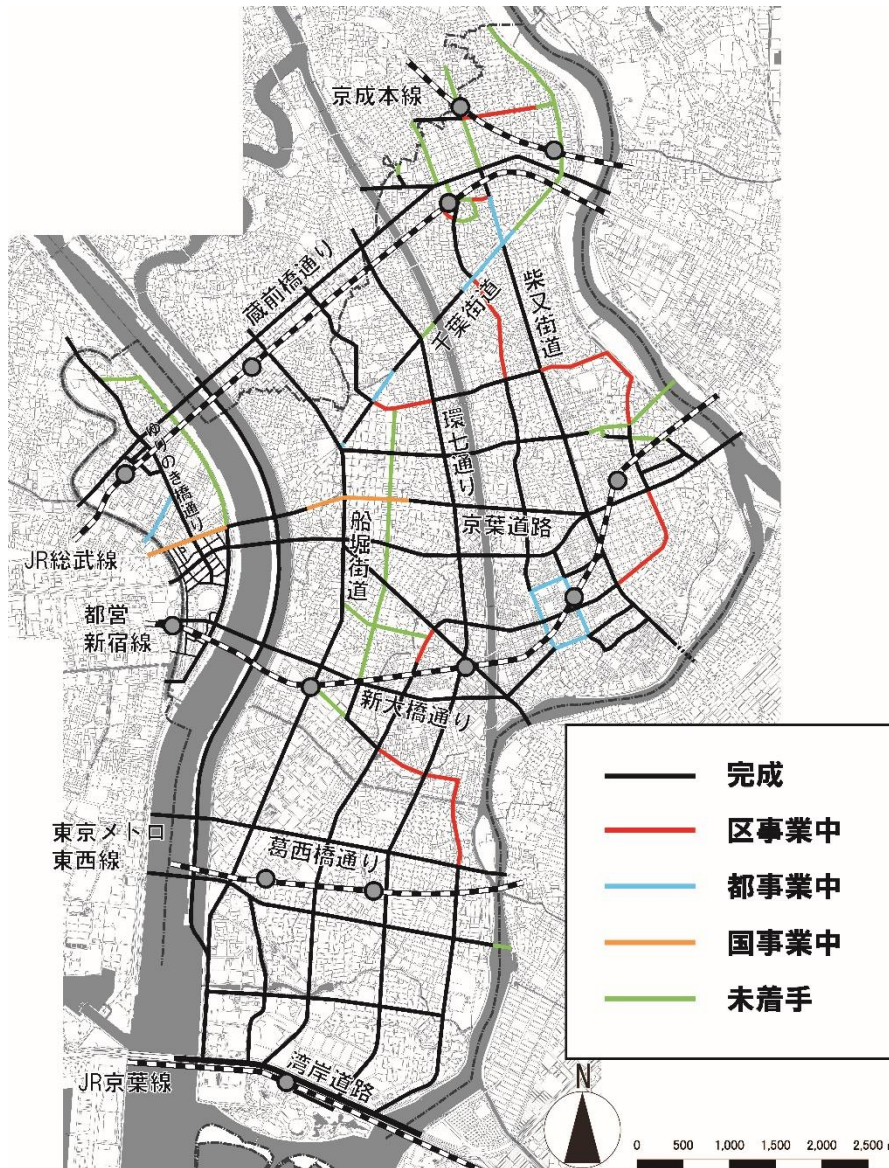 京成本線
蔵前橋通り
千葉街道
柴又街道
ゆりのき橋通り
環七通り
船堀街道
京葉道路
JR総武線
都営
新宿線
新大橋通り
東京メトロ
東西線
葛西橋通り
JR京葉線
湾岸道路
完成
区事業中
都事業中
国事業中
未着手
N
0 500 1,000 1,500 2,000 2,500